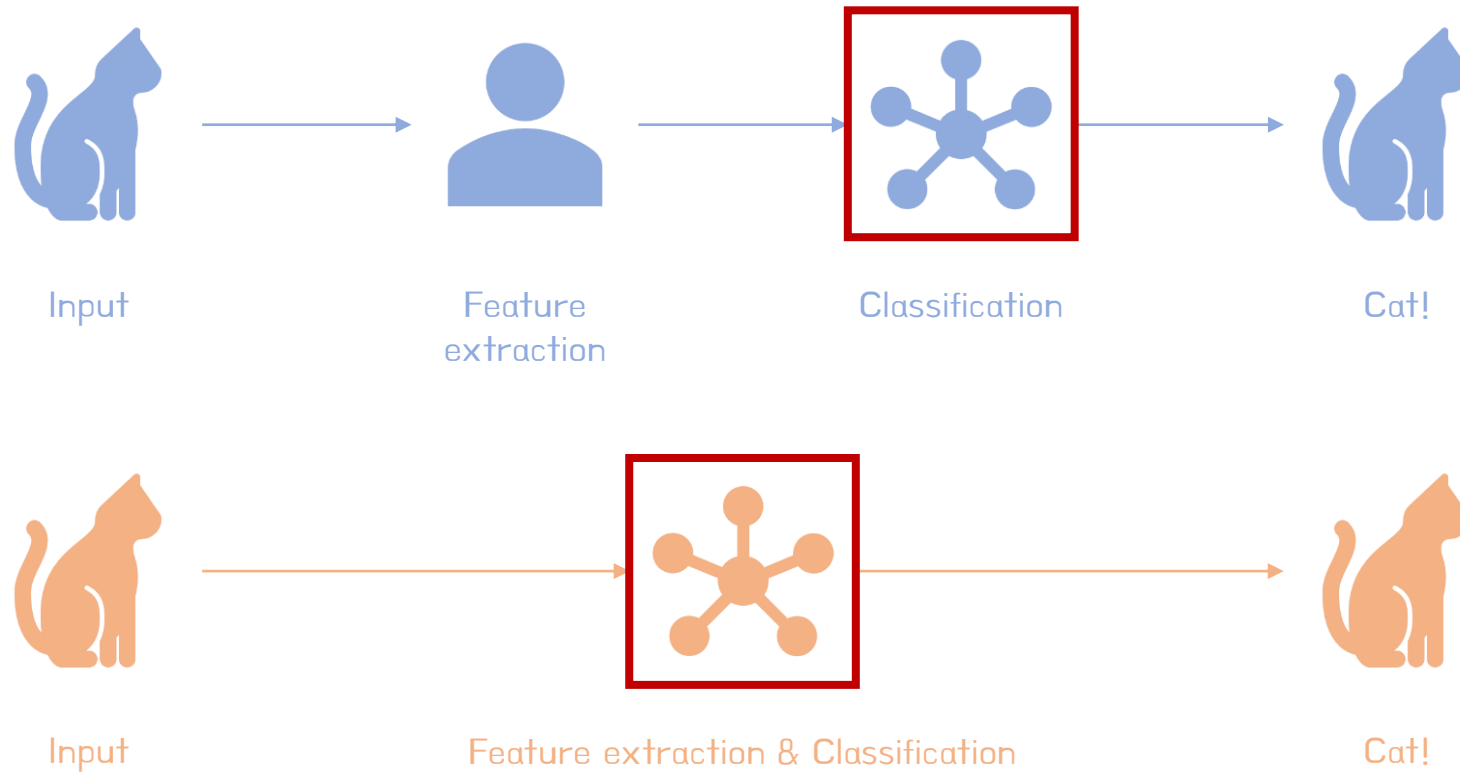 Input
Feature
extraction
Classification
Cat!
Input
Feature extraction & Classification
Cat!